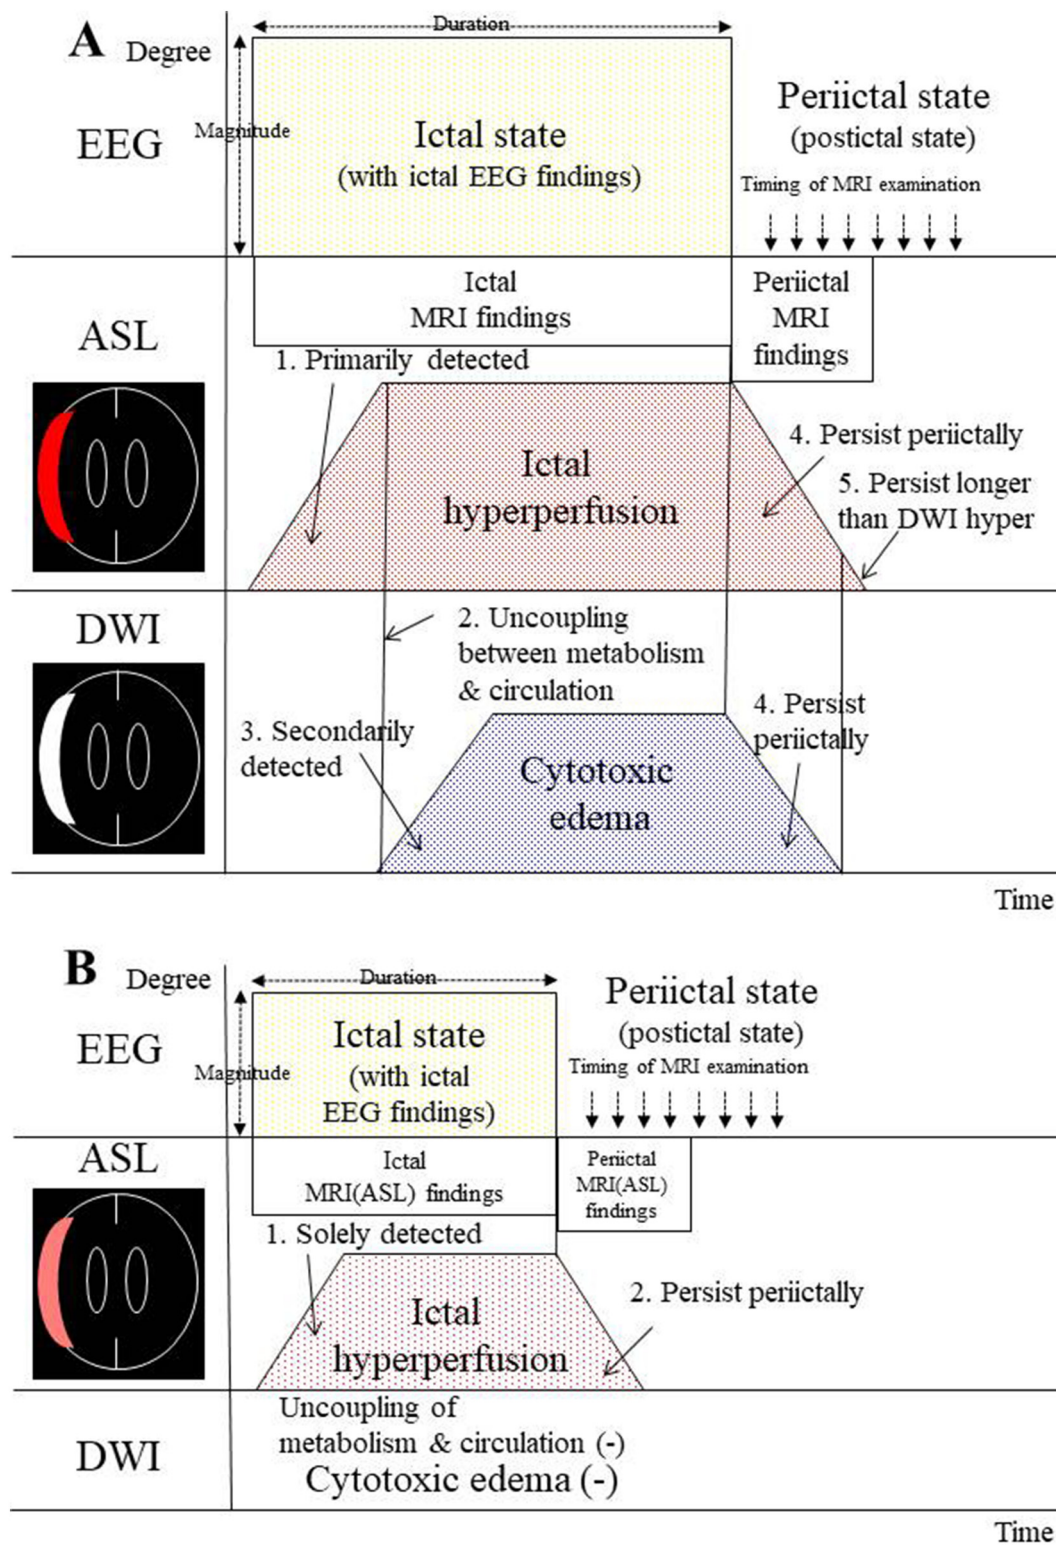 A
Degree
Duration
EEG
Magnitude
Ictal state
(with ictal EEG findings)
Periictal state
(postictal state)
Timing of MRI examination
ASL
Ictal
MRI findings
Periictal
MRI
findings
1. Primarily detected
Ictal
hyperperfusion
4. Persist periictally
5. Persist longer
than DWI hyper
DWI
2. Uncoupling
between metabolism
& circulation
3. Secondarily
detected
4. Persist
periictally
Cytotoxic
edema
Time
B
Degree
Duration
EEG
Magnitude
Ictal state
(with ictal
EEG findings)
Periictal state
(postictal state)
Timing of MRI examination
ASL
Ictal
MRI(ASL) findings
Periictal
MRI(ASL)
findings
1. Solely detected
Ictal
hyperperfusion
2. Persist periictally
DWI
Uncoupling of
metabolism & circulation (-)
Cytotoxic edema (-)
Time